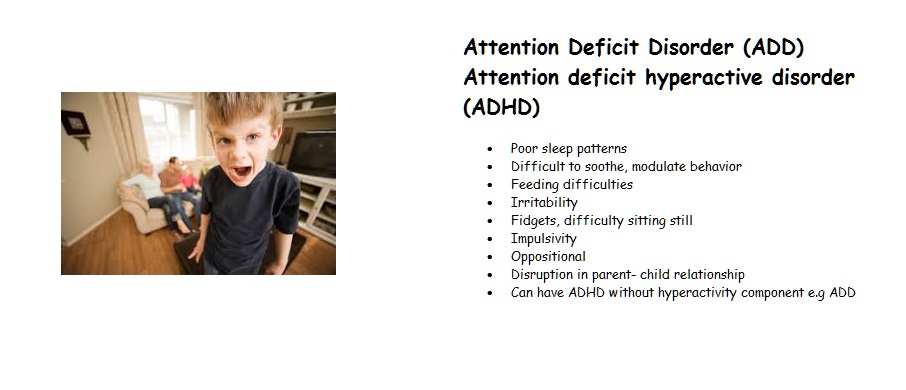 Attention Deficit Disorder (ADD)
Attention deficit hyperactive disorder
(ADHD)
• Poor sleep patterns
• Difficult to soothe, modulate behavior
• Feeding difficulties
• Irritability
• Fidgets, difficulty sitting still
• Impulsivity
• Oppositional
• Disruption in parent- child relationship
• Can have ADHD without hyperactivity component e.g ADD